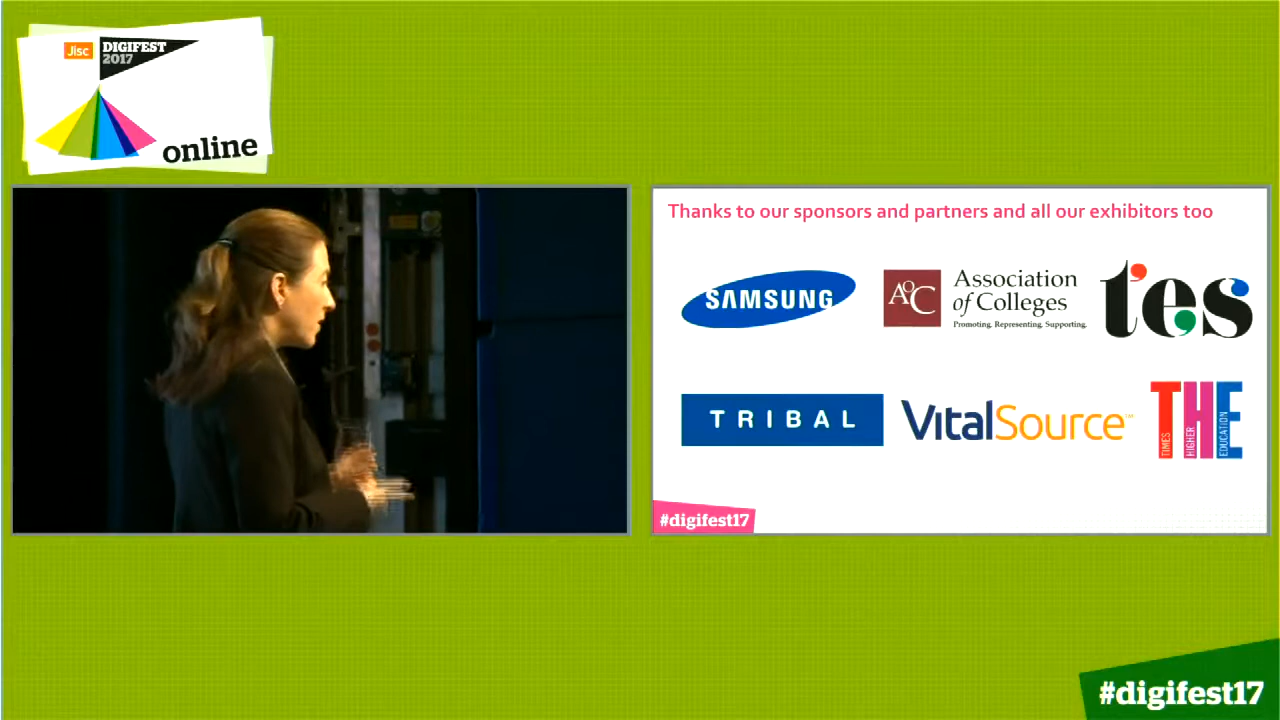 Jisc
DIGIFEST
2017
online
Thanks to our sponsors and partners and all our exhibitors too
SAMSUNG
AoC
Association
of Colleges
Promoting. Representing. Supporting.
tes
TRIBAL
VitalSource™
THE
TIMES
HIGHER
EDUCATION
#digifest17
#digifest17